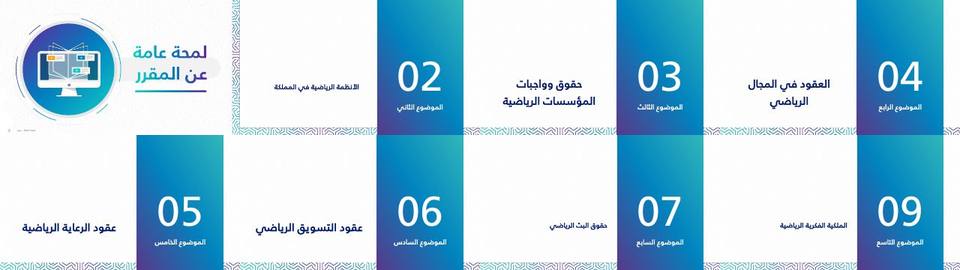 لمحة عامة
عن المقرر
02
الموضوع الثاني
الأنظمة الرياضية في المملكة
03
الموضوع الثالث
حقوق وواجبات
المؤسسات الرياضية
04
الموضوع الرابع
العقود في المجال
الرياضي
05
الموضوع الخامس
عقود الرعاية الرياضية
06
الموضوع السادس
عقود التسويق الرياضي
07
الموضوع السابع
حقوق البث الرياضي
09
الموضوع التاسع
الملكية الفكرية الرياضية